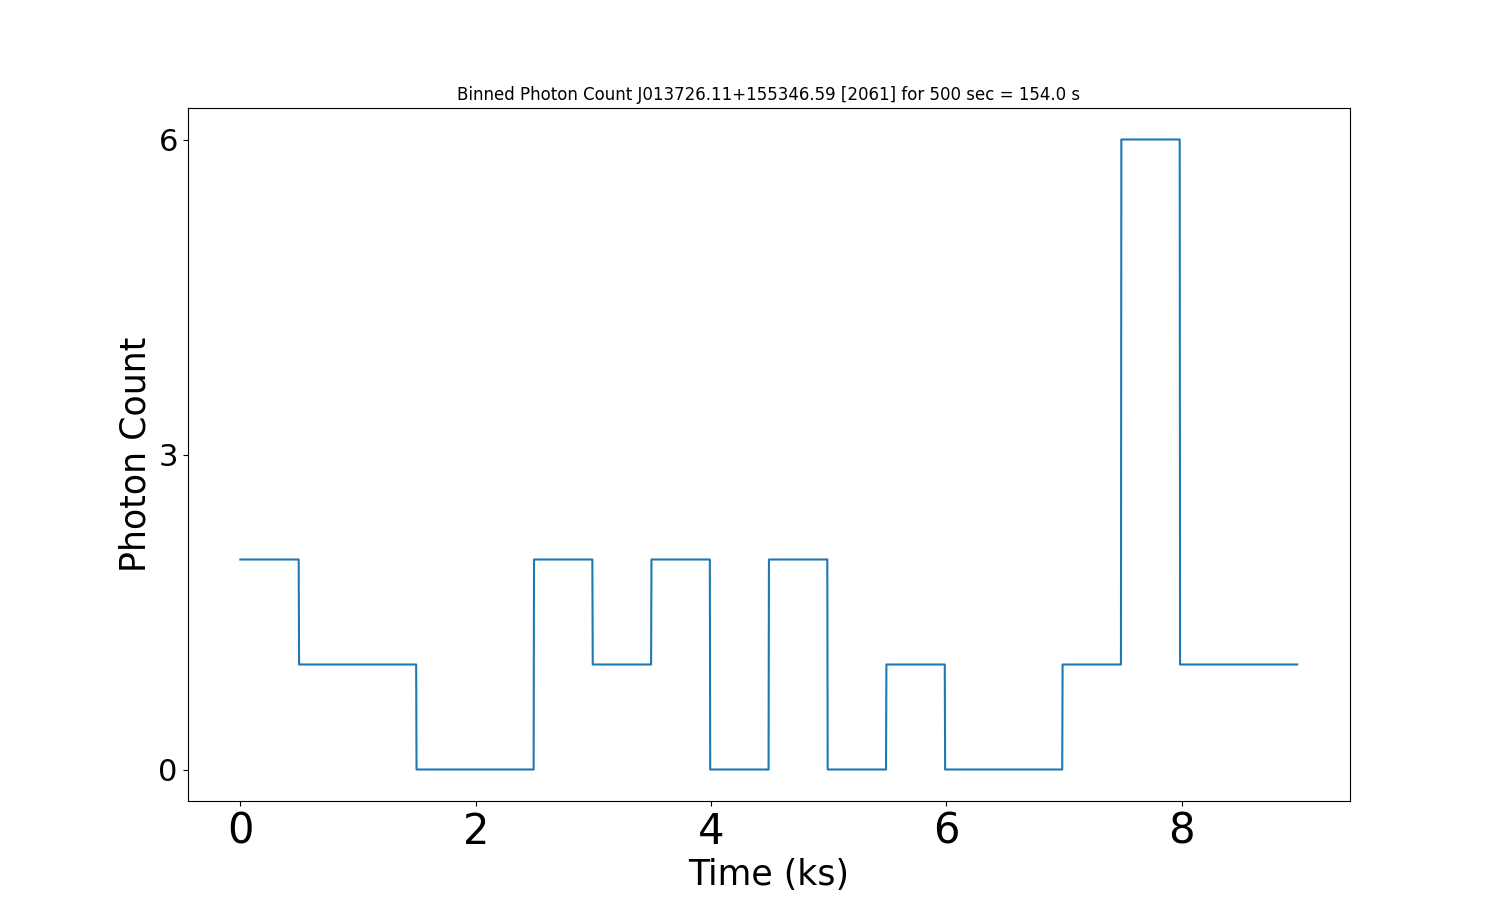 Binned Photon Count J013726.11+155346.59 [2061] for 500 sec = 154.0 s
6
3
0
Photon Count
0 2 4 6 8
Time (ks)